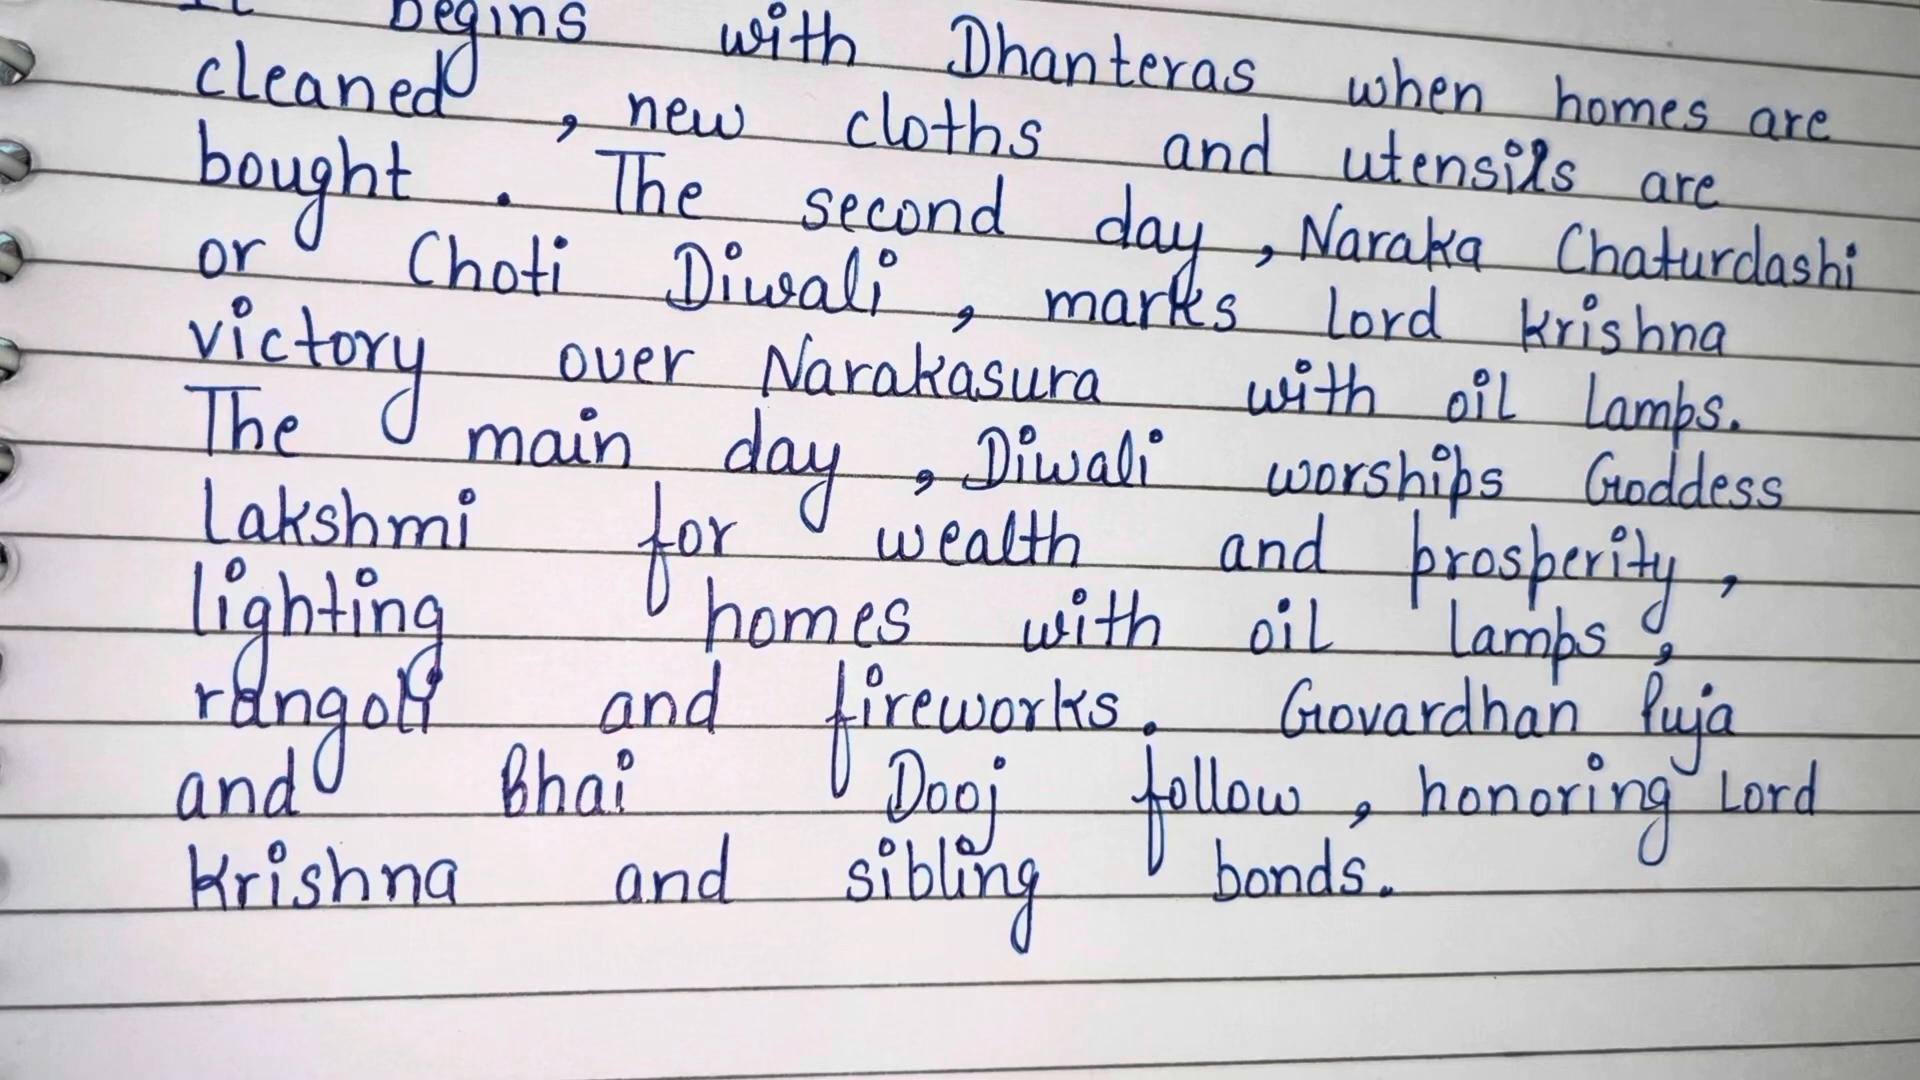 It begins with Dhanteras when homes are
cleaned, new cloths and utensils are
bought. The second day, Naraka Chaturdashi
or Choti Diwali, marks lord krishna
victory over Narakasura with oil lamps.
The main day, Diwali worships Goddess
Lakshmi for wealth and prosperity,
lighting homes with oil lamps,
rangoli and fireworks. Govardhan Puja
and Bhai Dooj follow, honoring Lord
Krishna and sibling bonds.